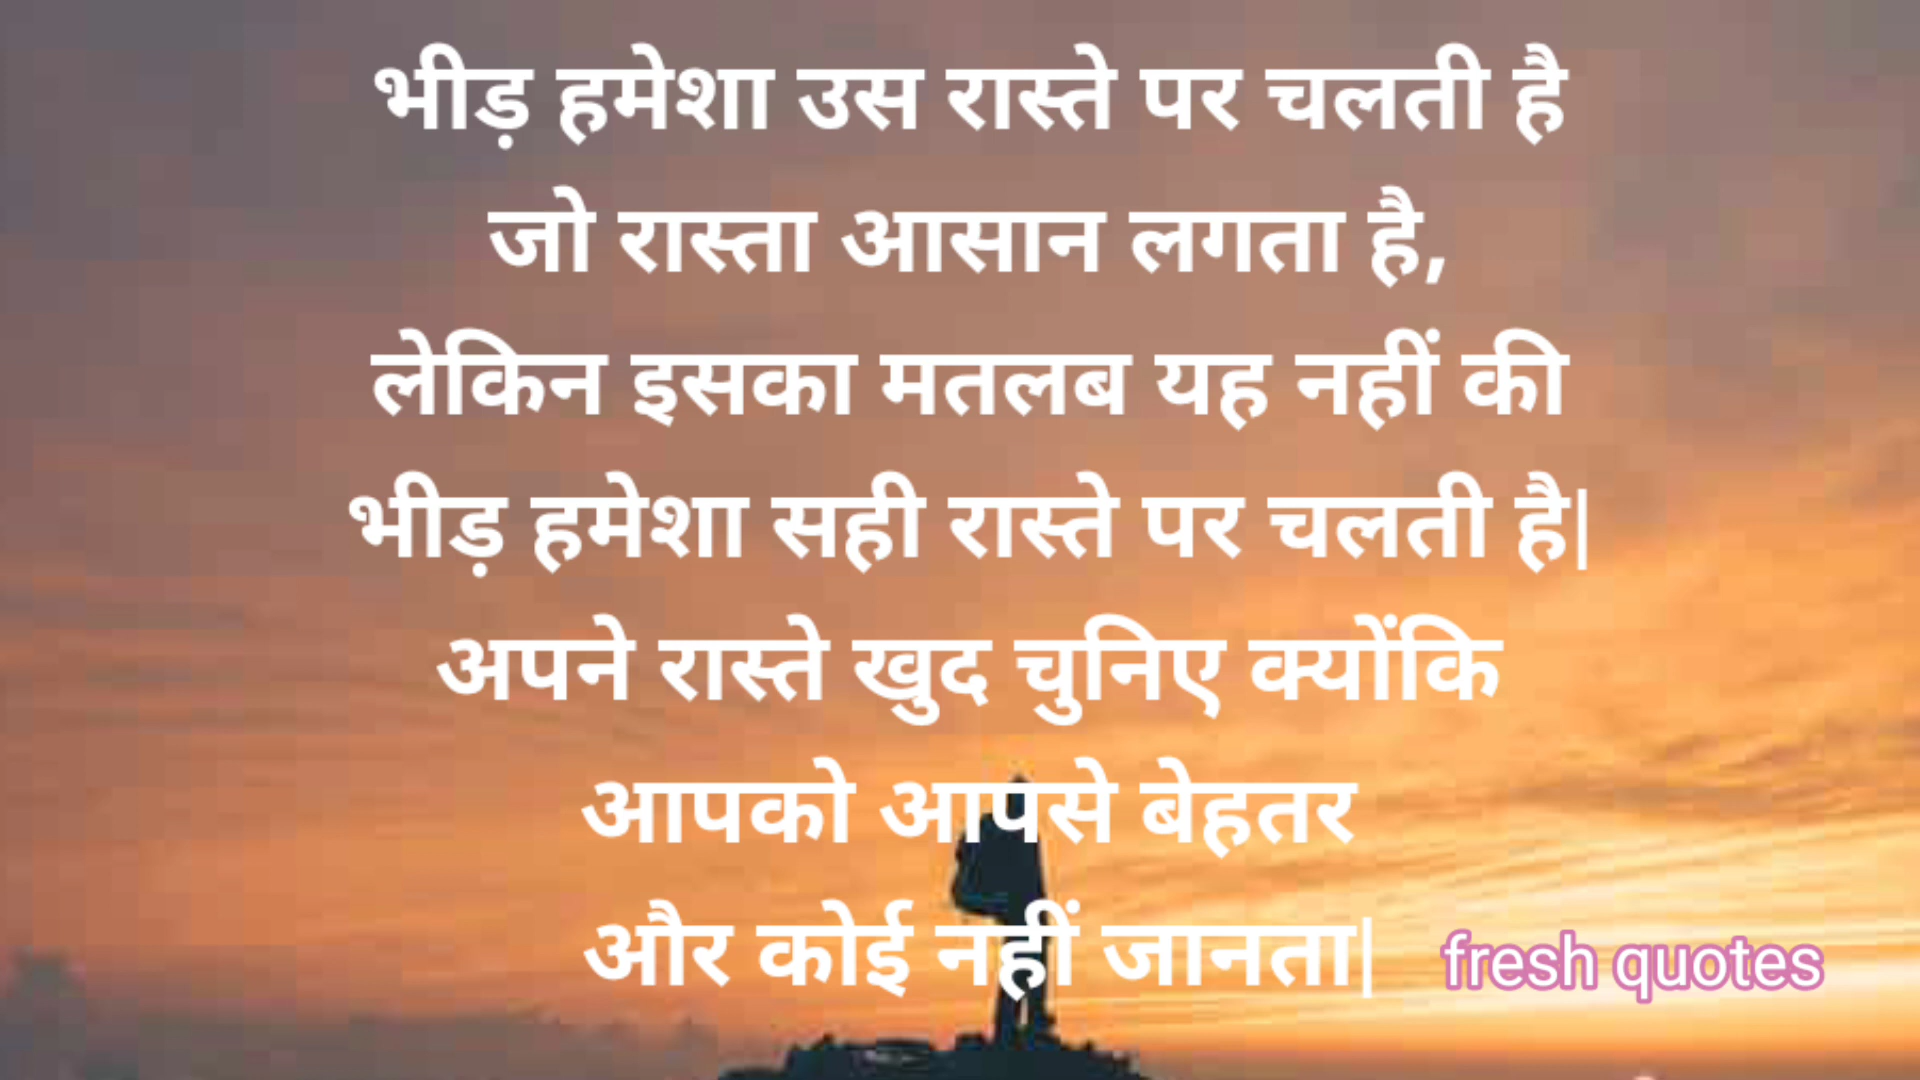 भीड़ हमेशा उस रास्ते पर चलती है
जो रास्ता आसान लगता है,
लेकिन इसका मतलब यह नहीं की
भीड़ हमेशा सही रास्ते पर चलती है|
अपने रास्ते खुद चुनिए क्योंकि
आपको आपसे बेहतर
और कोई नहीं जानता|
fresh quotes